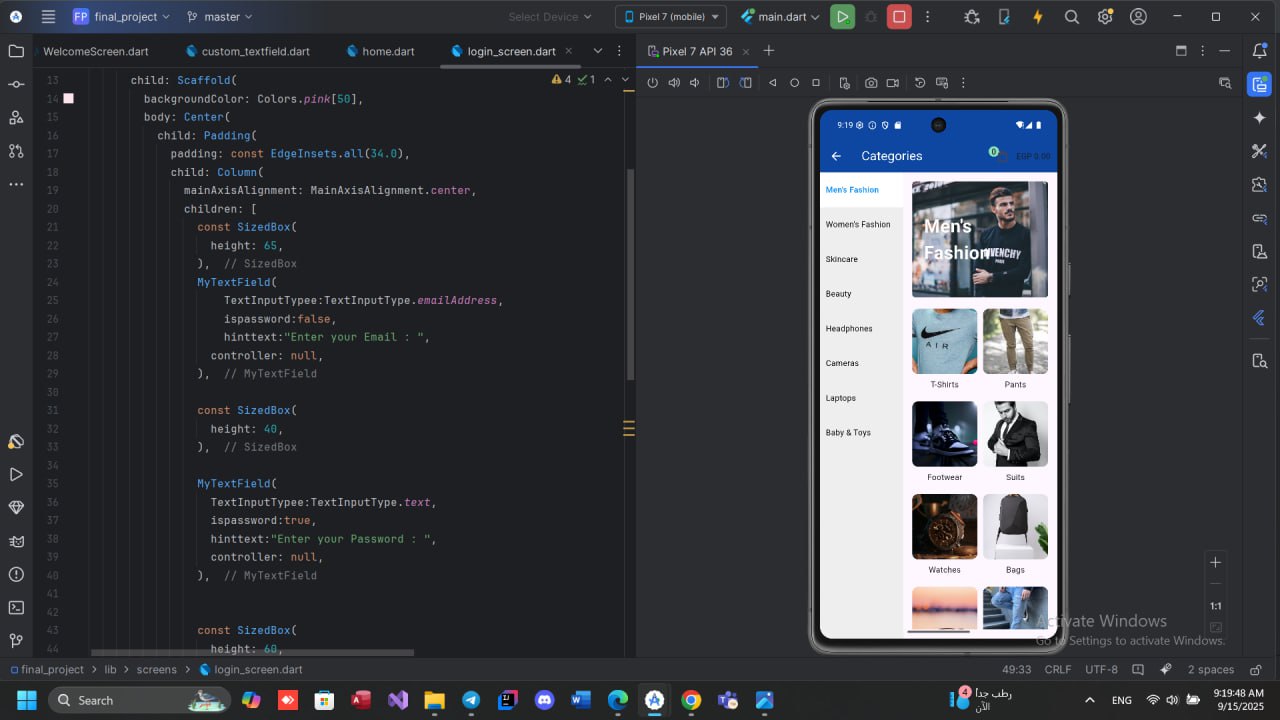 FP final_project master Select Device Pixel 7 (mobile) main.dart
WelcomeScreen.dart custom_textfield.dart home.dart login_screen.dart
Pixel 7 API 36
4 1
13 child: Scaffold(
14 backgroundColor: Colors.pink[50],
15 body: Center(
16 child: Padding(
17 padding: const EdgeInsets.all(34.0),
18 child: Column(
19 mainAxisAlignment: MainAxisAlignment.center,
20 children: [
21 const SizedBox(
22 height: 65,
23 ), // SizedBox
24 MyTextField(
25 TextInputTypee:TextInputType.emailAddress,
26 ispassword:false,
27 hinttext:"Enter your Email : ",
28 controller: null,
29 ), // MyTextField
30
31 const SizedBox(
32 height: 40,
33 ), // SizedBox
34
35 MyTextField(
36 TextInputTypee:TextInputType.text,
37 ispassword:true,
38 hinttext:"Enter your Password : ",
39 controller: null,
40 ), // MyTextField
41
42
43 const SizedBox(
44 height: 60,
9:19
Categories 0 EGP 0.00
Men's Fashion
Women's Fashion
Skincare
Beauty
Headphones
Cameras
Laptops
Baby & Toys
Men's
Fashion
GIVENCHY
PARIS
AIR
T-Shirts Pants
Footwear Suits
Watches Bags
1:1
Activate Windows
Go to Settings to activate Windows.
final_project lib screens login_screen.dart 49:33 CRLF UTF-8 2 spaces
Search
4
رطب جدا
الآن
ENG
9:19:48 AM
9/15/2025